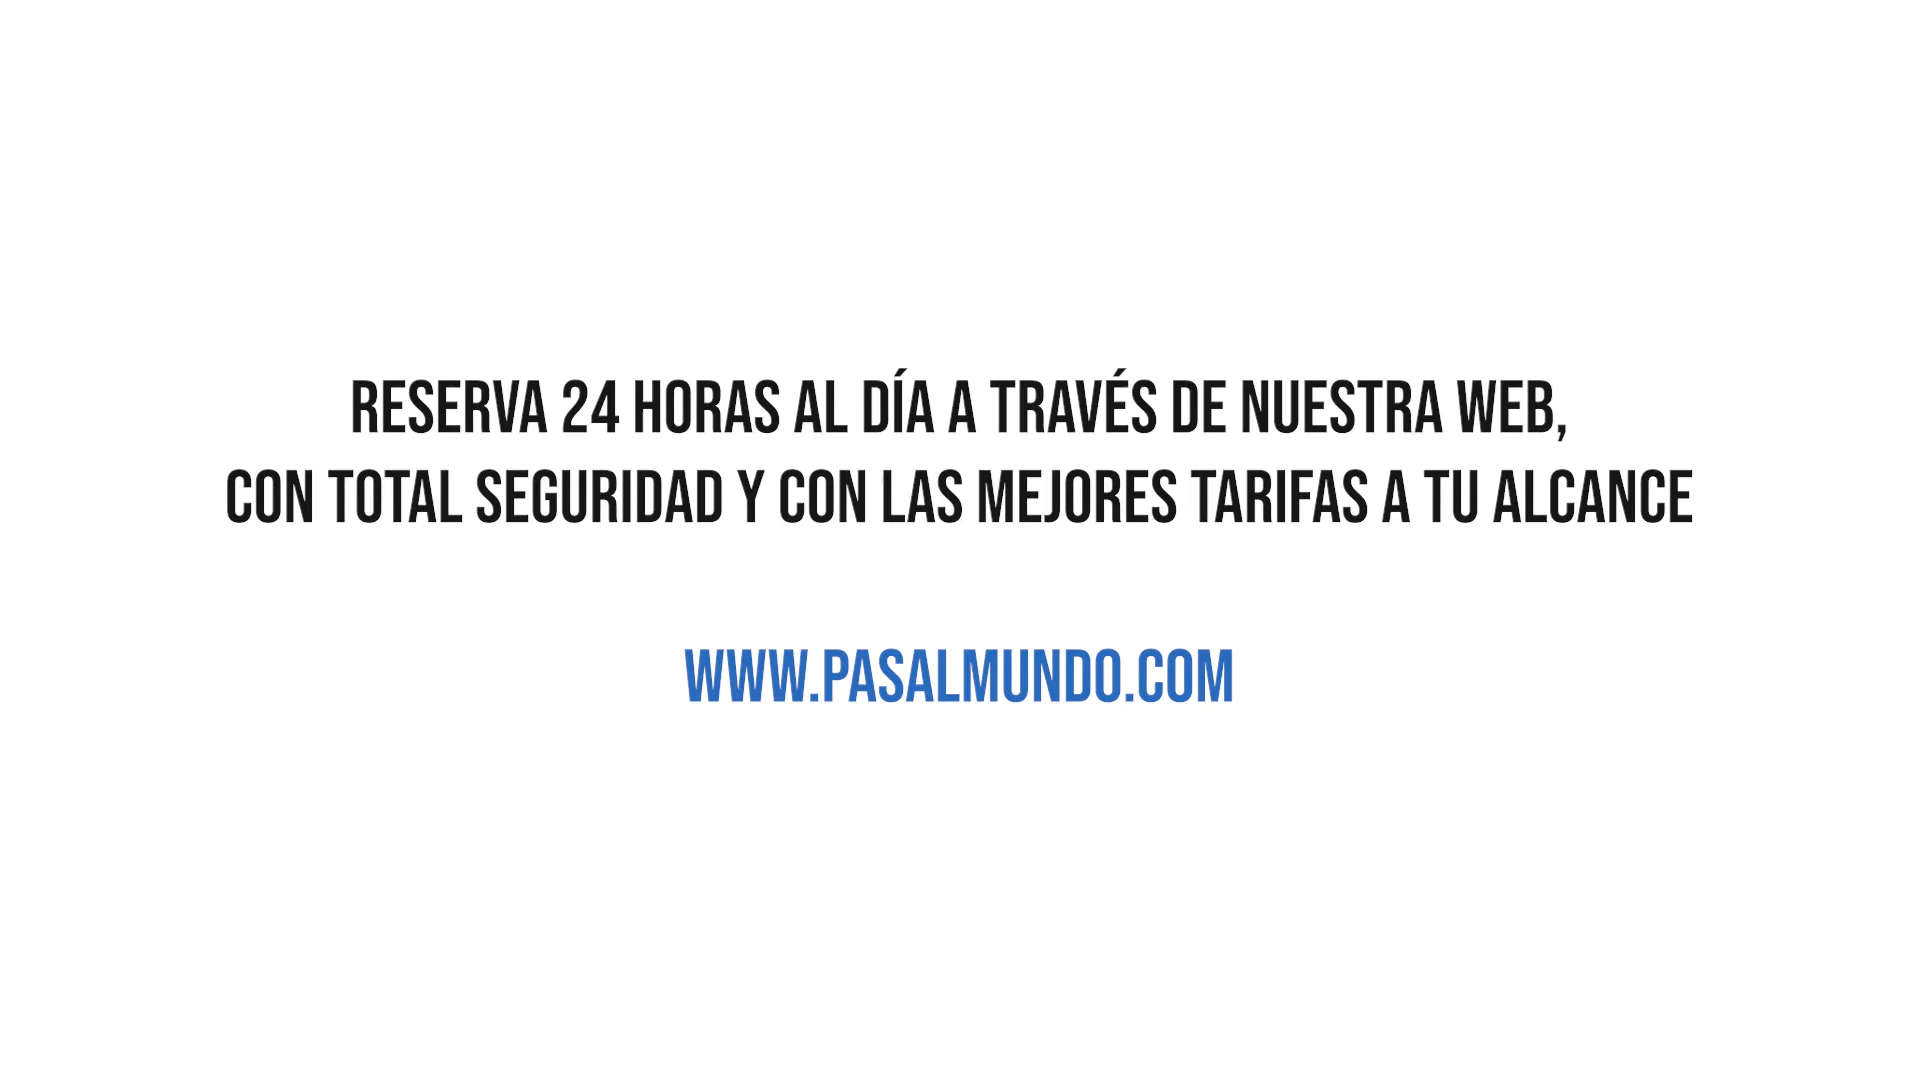 RESERVA 24 HORAS AL DÍA A TRAVÉS DE NUESTRA WEB,
CON TOTAL SEGURIDAD Y CON LAS MEJORES TARIFAS A TU ALCANCE
WWW.PASALMUNDO.COM